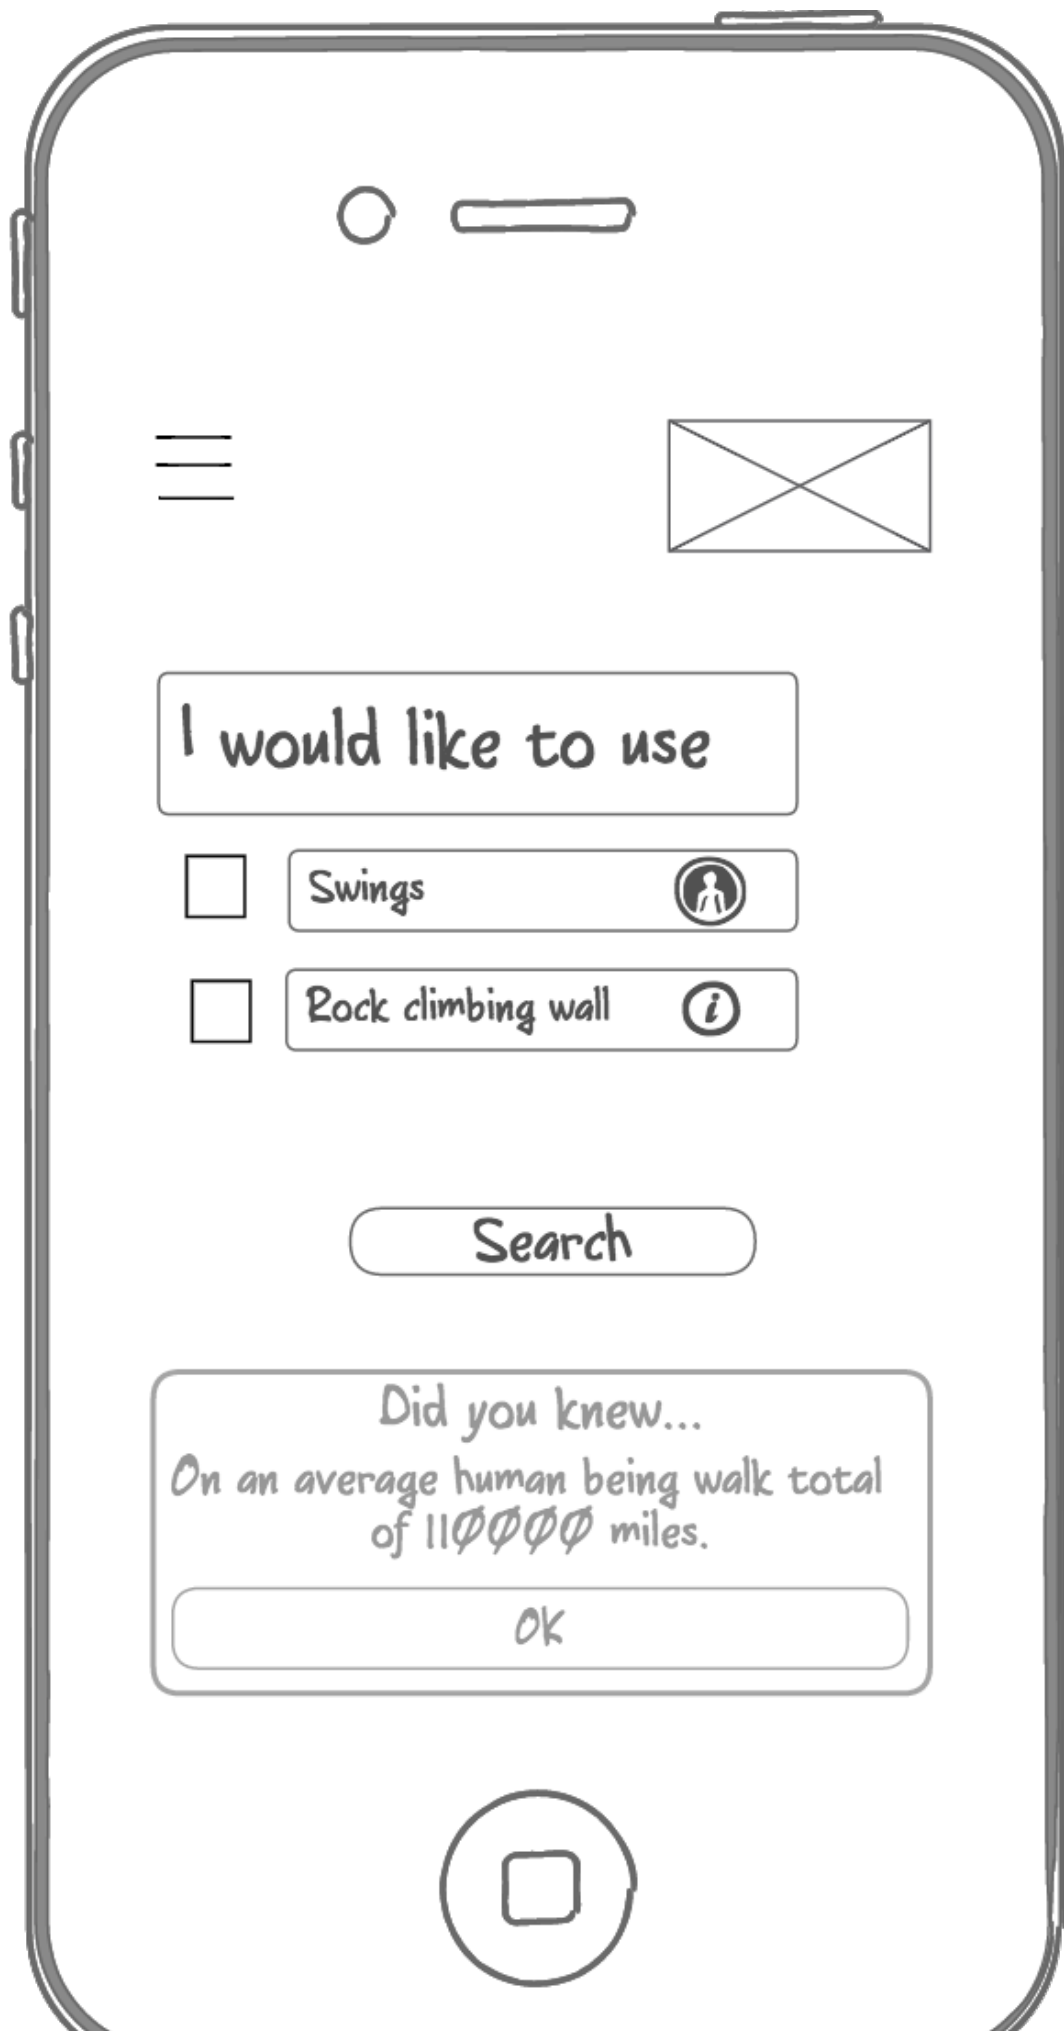 I would like to use
Swings
Rock climbing wall i
Search
Did you knew...
On an average human being walk total
of 110000 miles.
OK